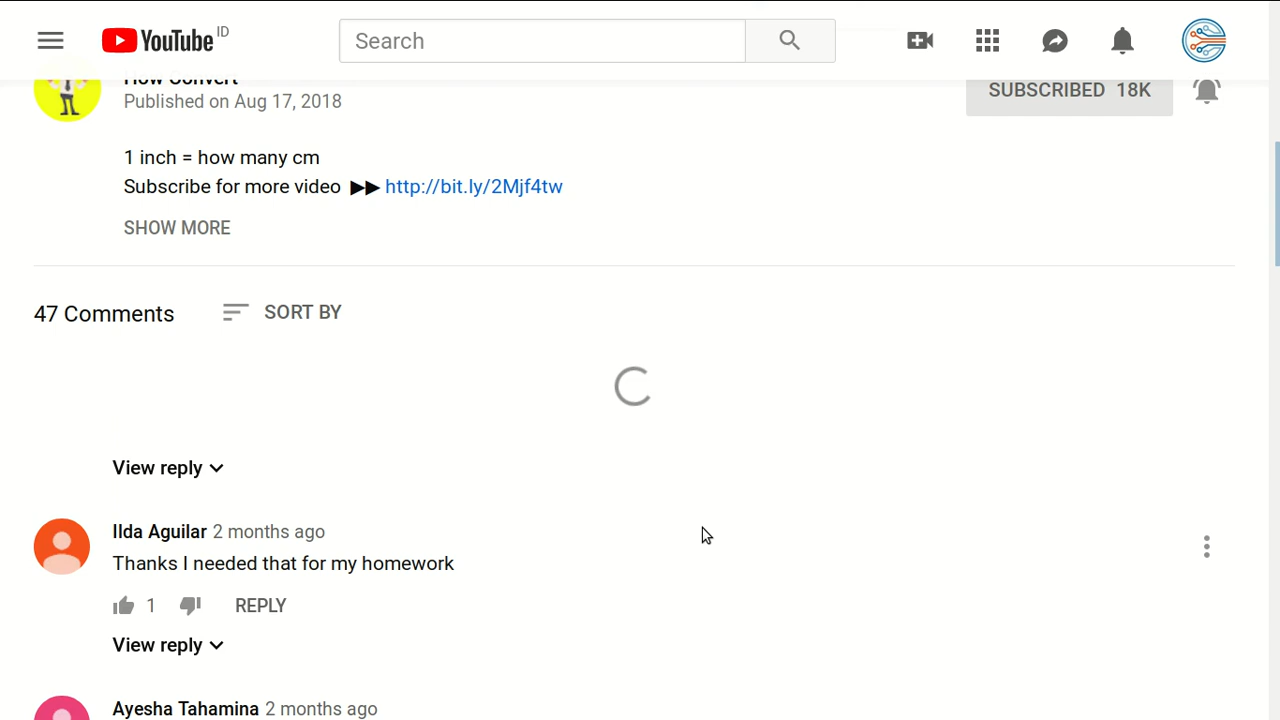 YouTube ID
Search
How Convert
Published on Aug 17, 2018
SUBSCRIBED 18K
1 inch = how many cm
Subscribe for more video ▶▶ http://bit.ly/2Mjf4tw
SHOW MORE
47 Comments
SORT BY
View reply
Ilda Aguilar 2 months ago
Thanks I needed that for my homework
1
REPLY
View reply
Ayesha Tahamina 2 months ago